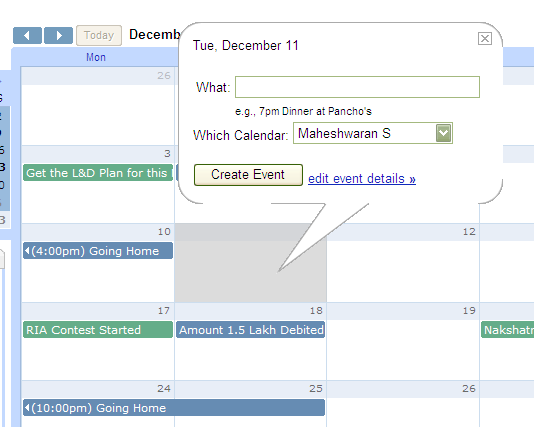 Today Decemb
Tue, December 11
Mon
26
What:
e.g., 7pm Dinner at Pancho's
Which Calendar: Maheshwaran S
3
Get the L&D Plan for this
Create Event edit event details »
10 12
(4:00pm) Going Home
17 18 19
RIA Contest Started Amount 1.5 Lakh Debited Nakshatr
24 25 26
(10:00pm) Going Home